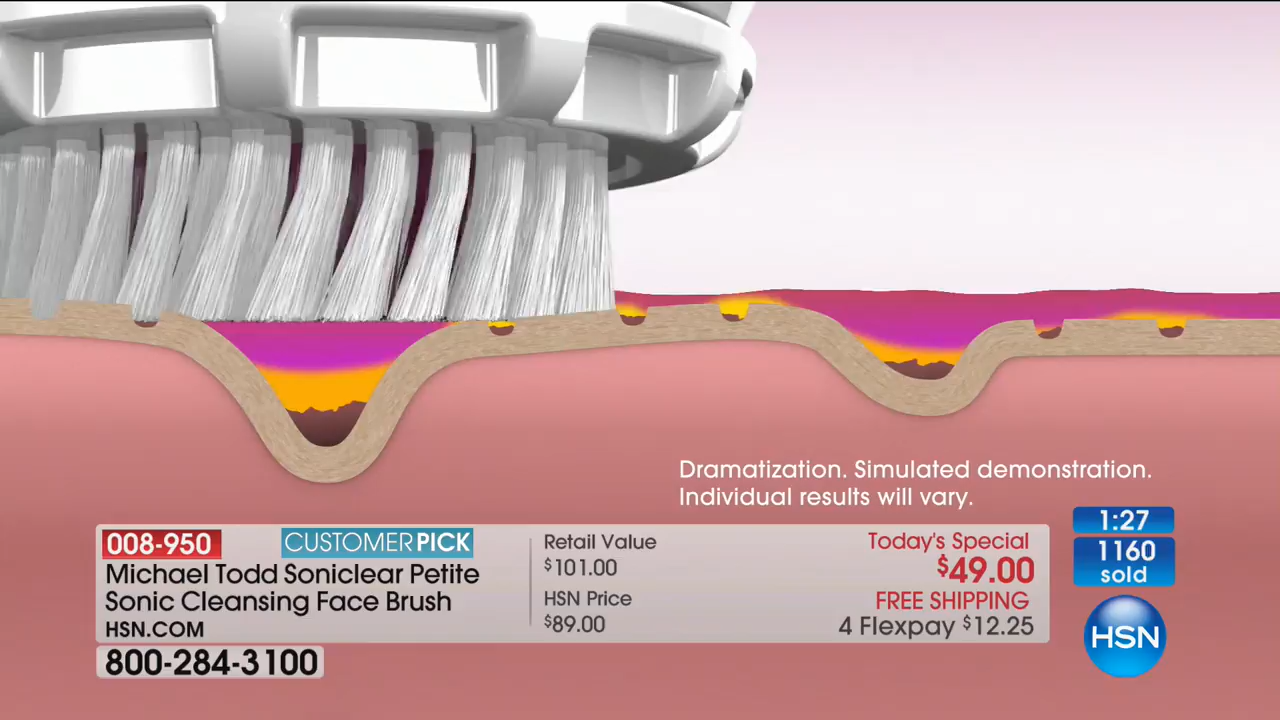 Dramatization. Simulated demonstration.
Individual results will vary.
008-950
CUSTOMERPICK
Michael Todd Soniclear Petite
Sonic Cleansing Face Brush
HSN.COM
800-284-3100
Retail Value
$101.00
HSN Price
$89.00
Today's Special
$49.00
FREE SHIPPING
4 Flexpay $12.25
1:27
1160
sold
HSN